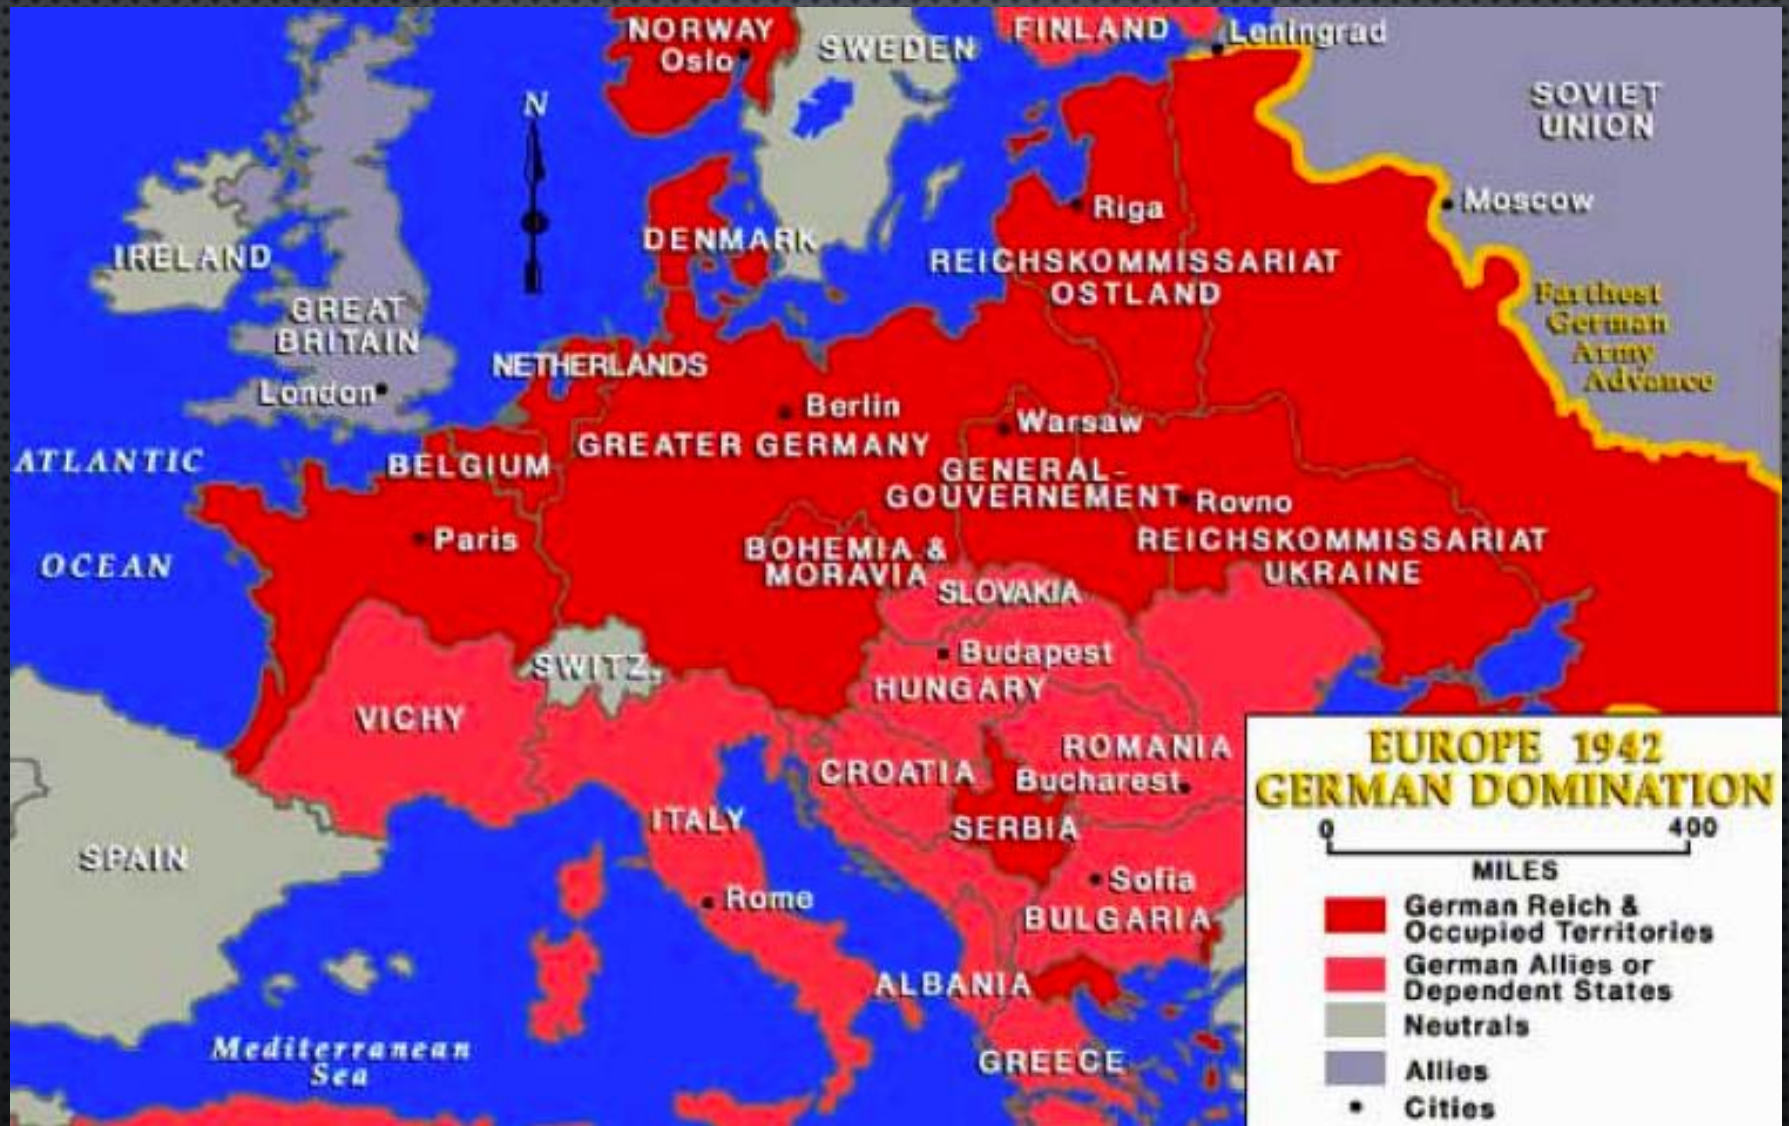 NORWAY
Oslo
SWEDEN
FINLAND
Leningrad
SOVIET
UNION
N
Moscow
Riga
IRELAND
DENMARK
REICHSKOMMISSARIAT
OSTLAND
Farthest
German
Army
Advance
GREAT
BRITAIN
London
NETHERLANDS
Berlin
GREATER GERMANY
Warsaw
ATLANTIC
OCEAN
BELGIUM
GENERAL-
GOUVERNEMENT
Rovno
Paris
BOHEMIA &
MORAVIA
REICHSKOMMISSARIAT
UKRAINE
SLOVAKIA
SWITZ.
Budapest
HUNGARY
VICHY
ROMANIA
Bucharest
CROATIA
ITALY
SERBIA
SPAIN
Rome
Sofia
BULGARIA
ALBANIA
Mediterranean
Sea
GREECE
EUROPE 1942
GERMAN DOMINATION
0 400
MILES
German Reich &
Occupied Territories
German Allies or
Dependent States
Neutrals
Allies
Cities